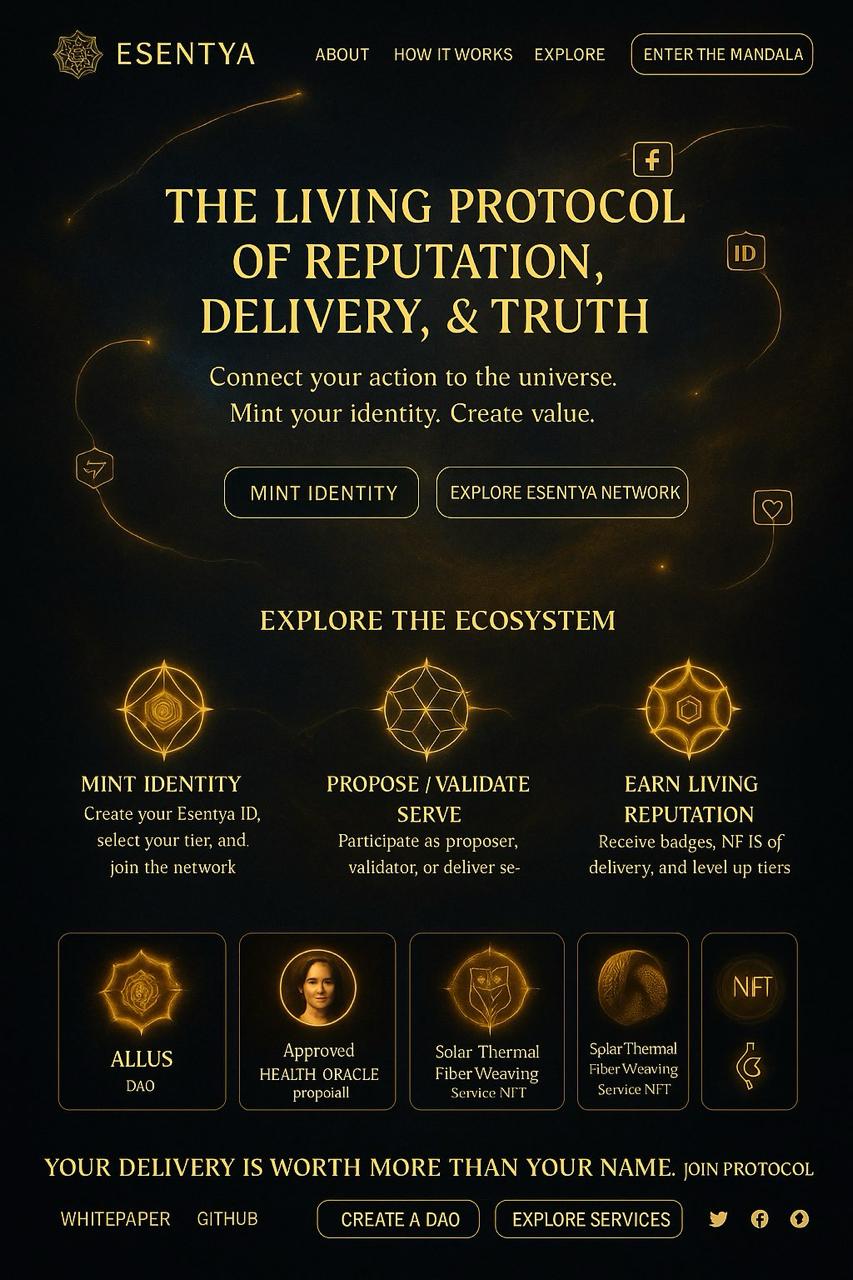 ESENTYA
ABOUT
HOW IT WORKS
EXPLORE
ENTER THE MANDALA
THE LIVING PROTOCOL
OF REPUTATION,
DELIVERY, & TRUTH
ID
Connect your action to the universe.
Mint your identity. Create value.
MINT IDENTITY
EXPLORE ESENTYA NETWORK
EXPLORE THE ECOSYSTEM
MINT IDENTITY
Create your Esentya ID,
select your tier, and.
join the network
PROPOSE / VALIDATE
SERVE
Participate as proposer,
validator, or deliver se-
EARN LIVING
REPUTATION
Receive badges, NF IS of
delivery, and level up tiers
ALLUS
DAO
Approved
HEALTH ORACLE
propoiall
Solar Thermal
Fiber Weaving
Service NFT
Solar Thermal
Fiber Weaving
Service NFT
NFT
YOUR DELIVERY IS WORTH MORE THAN YOUR NAME. JOIN PROTOCOL
WHITEPAPER
GITHUB
CREATE A DAO
EXPLORE SERVICES